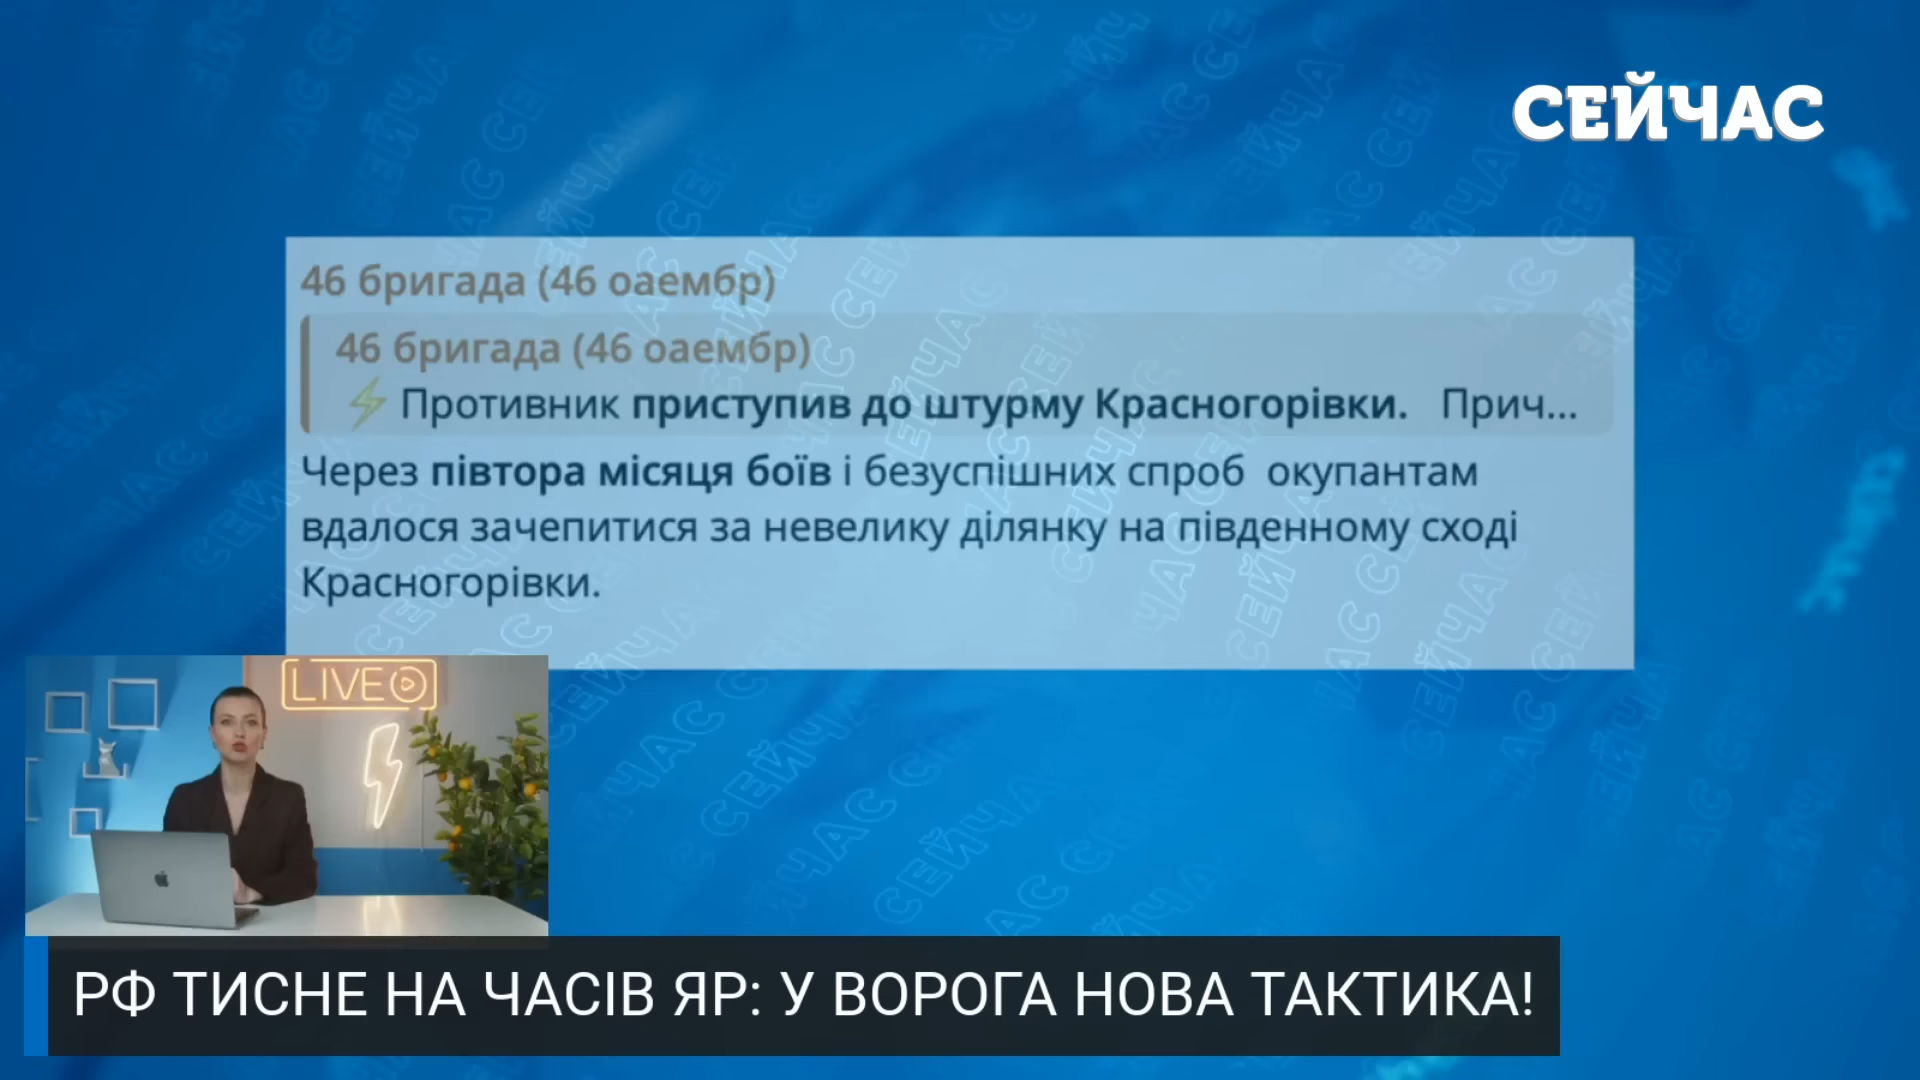 СЕЙЧАС
46 бригада (46 оаембр)
46 бригада (46 оаембр)
⚡ Противник приступив до штурму Красногорівки. Прич...
Через півтора місяця боїв і безуспішних спроб окупантам
вдалося зачепитися за невелику ділянку на південному сході
Красногорівки.
LIVE
РФ ТИСНЕ НА ЧАСІВ ЯР: У ВОРОГА НОВА ТАКТИКА!